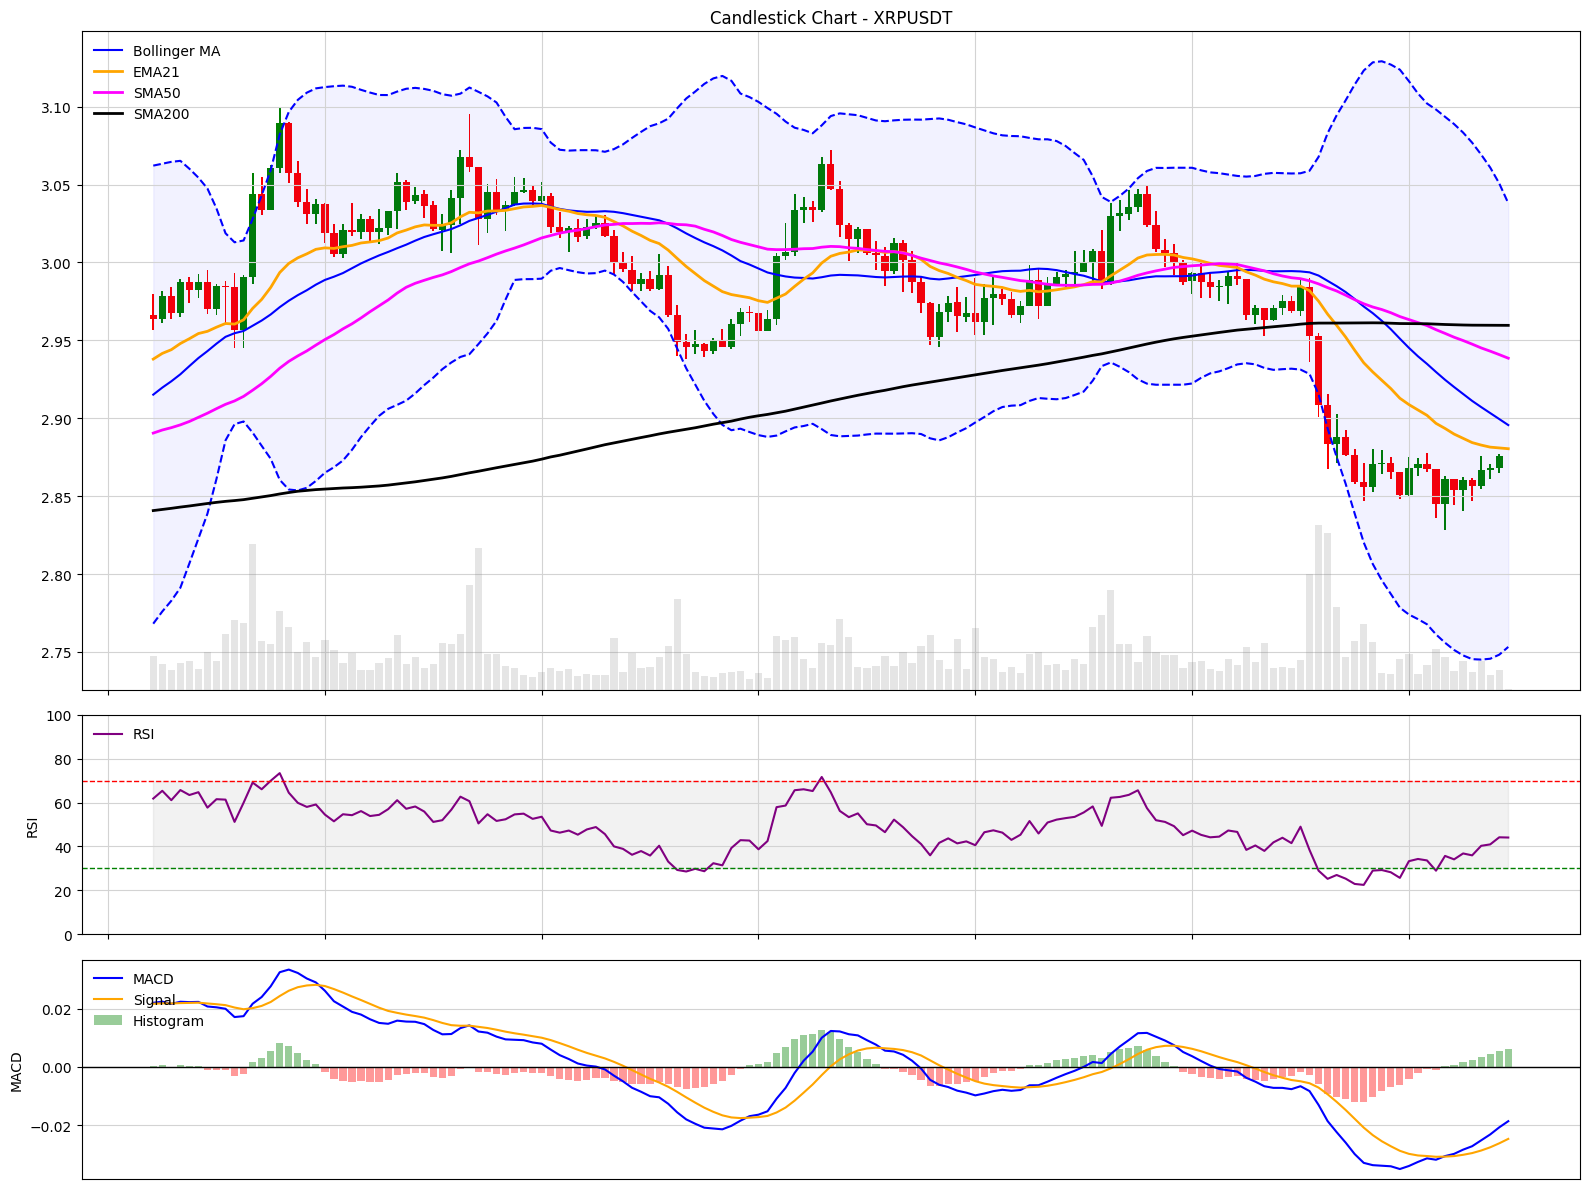 Candlestick Chart - XRPUSDT
Bollinger MA
EMA21
SMA50
SMA200
3.10
3.05
3.00
2.95
2.90
2.85
2.80
2.75
RSI
100
80
60
40
20
0
RSI
MACD
Signal
Histogram
0.02
0.00
−0.02
MACD